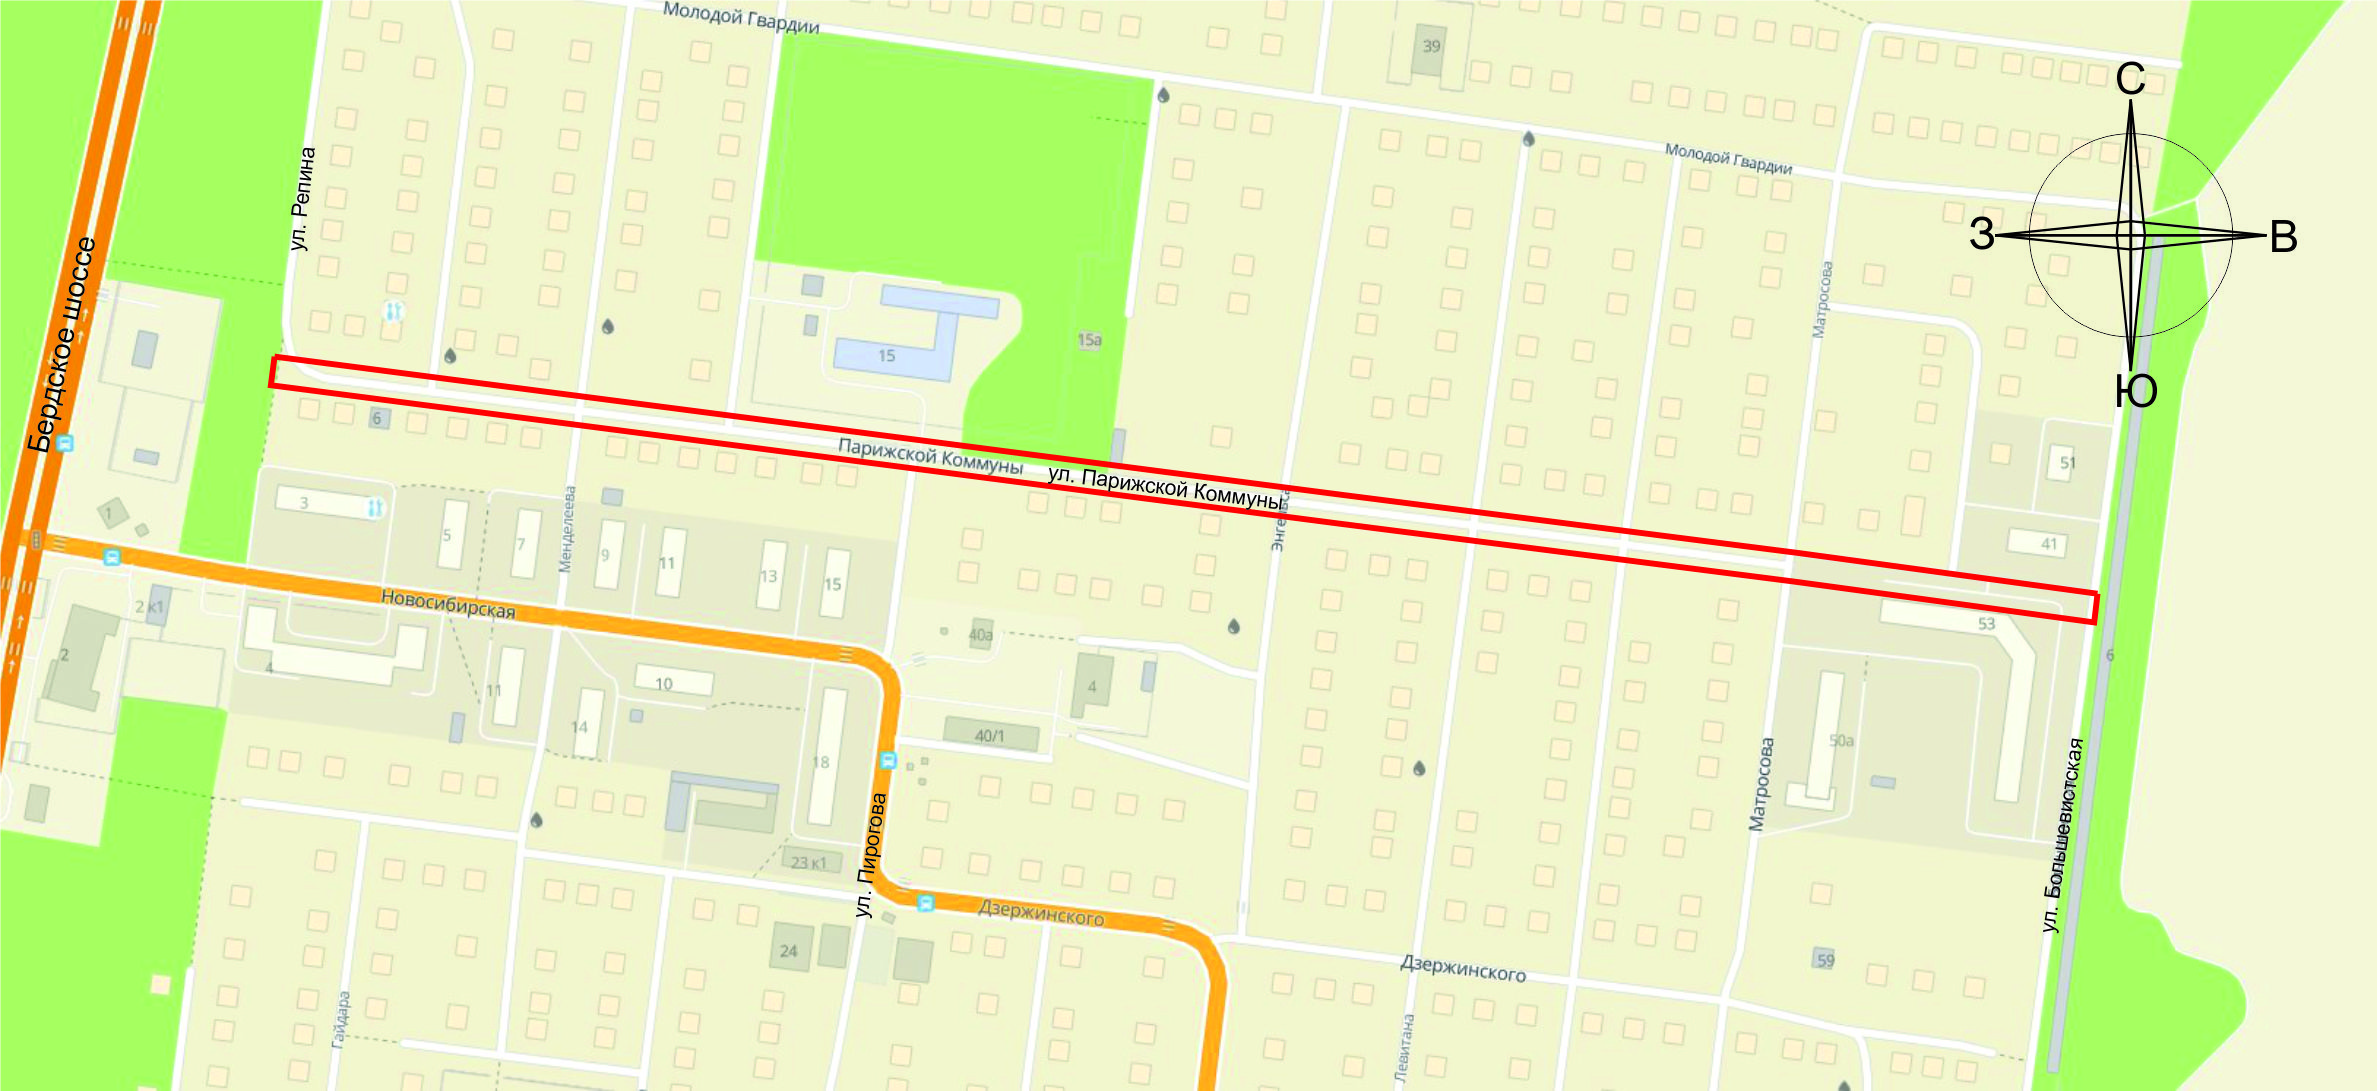 Молодой Гвардии
39
С
З
В
Ю
Молодой Гвардии
ул. Репина
Бердское шоссе
Матросова
15
15а
6
Парижской Коммуны
ул. Парижской Коммуны
51
41
3
1
5
7
Менделеева
9
11
13
15
Новосибирская
2 к1
2
4
11
10
14
18
40а
4
40/1
53
6
50а
Матросова
ул. Большевистская
ул. Пирогова
23 к1
Дзержинского
24
Дзержинского
59
Гайдара
Левитана